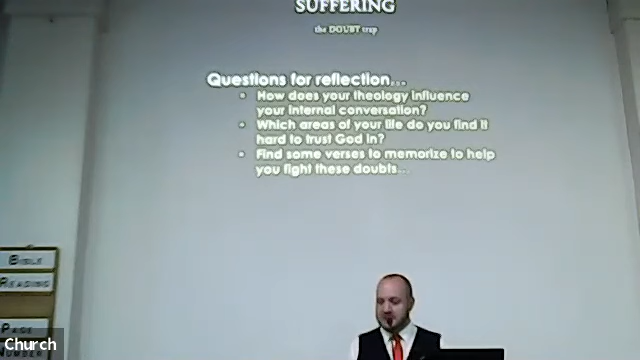 SUFFERING
the DOUBT trap
Questions for reflection...
• How does your theology influence
your internal conversation?
• Which areas of your life do you find it
hard to trust God in?
• Find some verses to memorize to help
you fight these doubts...
BIBLE
READING
PAGE
NUMBER
Church